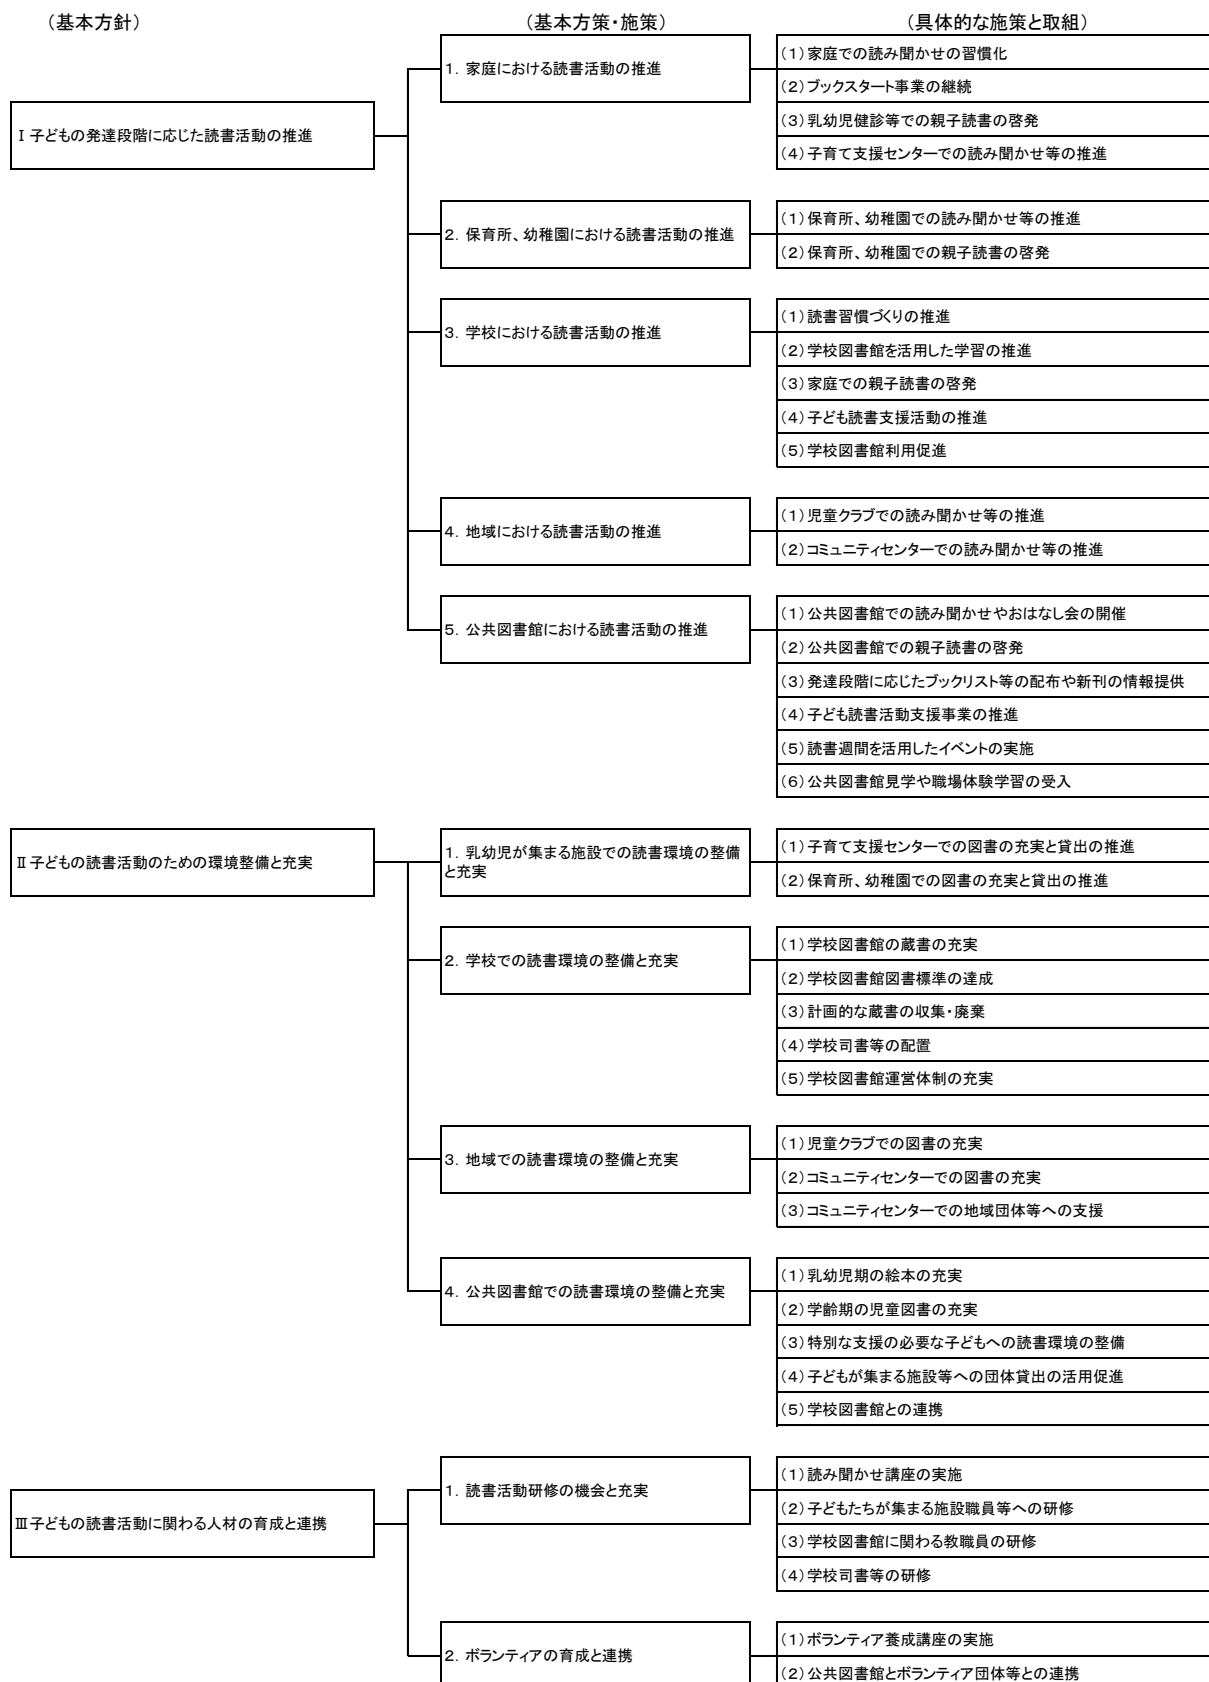 （基本方針）
（基本方策・施策）
（具体的な施策と取組）
Ⅰ 子どもの発達段階に応じた読書活動の推進
1．家庭における読書活動の推進
（1）家庭での読み聞かせの習慣化
（2）ブックスタート事業の継続
（3）乳幼児健診等での親子読書の啓発
（4）子育て支援センターでの読み聞かせ等の推進
2．保育所、幼稚園における読書活動の推進
（1）保育所、幼稚園での読み聞かせ等の推進
（2）保育所、幼稚園での親子読書の啓発
3．学校における読書活動の推進
（1）読書習慣づくりの推進
（2）学校図書館を活用した学習の推進
（3）家庭での親子読書の啓発
（4）子ども読書支援活動の推進
（5）学校図書館利用促進
4．地域における読書活動の推進
（1）児童クラブでの読み聞かせ等の推進
（2）コミュニティセンターでの読み聞かせ等の推進
5．公共図書館における読書活動の推進
（1）公共図書館での読み聞かせやおはなし会の開催
（2）公共図書館での親子読書の啓発
（3）発達段階に応じたブックリスト等の配布や新刊の情報提供
（4）子ども読書活動支援事業の推進
（5）読書週間を活用したイベントの実施
（6）公共図書館見学や職場体験学習の受入
Ⅱ 子どもの読書活動のための環境整備と充実
1．乳幼児が集まる施設での読書環境の整備
と充実
（1）子育て支援センターでの図書の充実と貸出の推進
（2）保育所、幼稚園での図書の充実と貸出の推進
2．学校での読書環境の整備と充実
（1）学校図書館の蔵書の充実
（2）学校図書館図書標準の達成
（3）計画的な蔵書の収集・廃棄
（4）学校司書等の配置
（5）学校図書館運営体制の充実
3．地域での読書環境の整備と充実
（1）児童クラブでの図書の充実
（2）コミュニティセンターでの図書の充実
（3）コミュニティセンターでの地域団体等への支援
4．公共図書館での読書環境の整備と充実
（1）乳幼児期の絵本の充実
（2）学齢期の児童図書の充実
（3）特別な支援の必要な子どもへの読書環境の整備
（4）子どもが集まる施設等への団体貸出の活用促進
（5）学校図書館との連携
Ⅲ 子どもの読書活動に関わる人材の育成と連携
1．読書活動研修の機会と充実
（1）読み聞かせ講座の実施
（2）子どもたちが集まる施設職員等への研修
（3）学校図書館に関わる教職員の研修
（4）学校司書等の研修
2．ボランティアの育成と連携
（1）ボランティア養成講座の実施
（2）公共図書館とボランティア団体等との連携